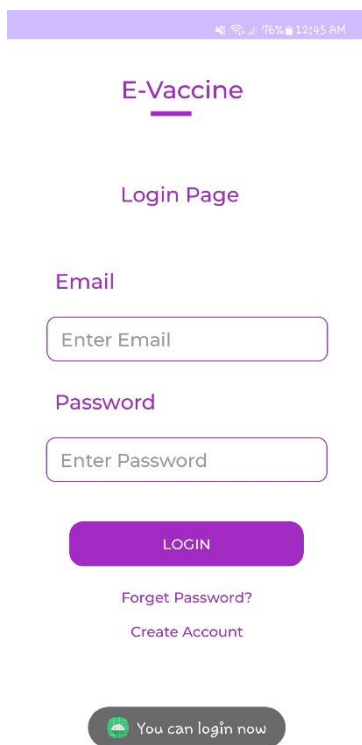 76% 12:45 AM
E-Vaccine
Login Page
Email
Enter Email
Password
Enter Password
LOGIN
Forget Password?
Create Account
You can login now